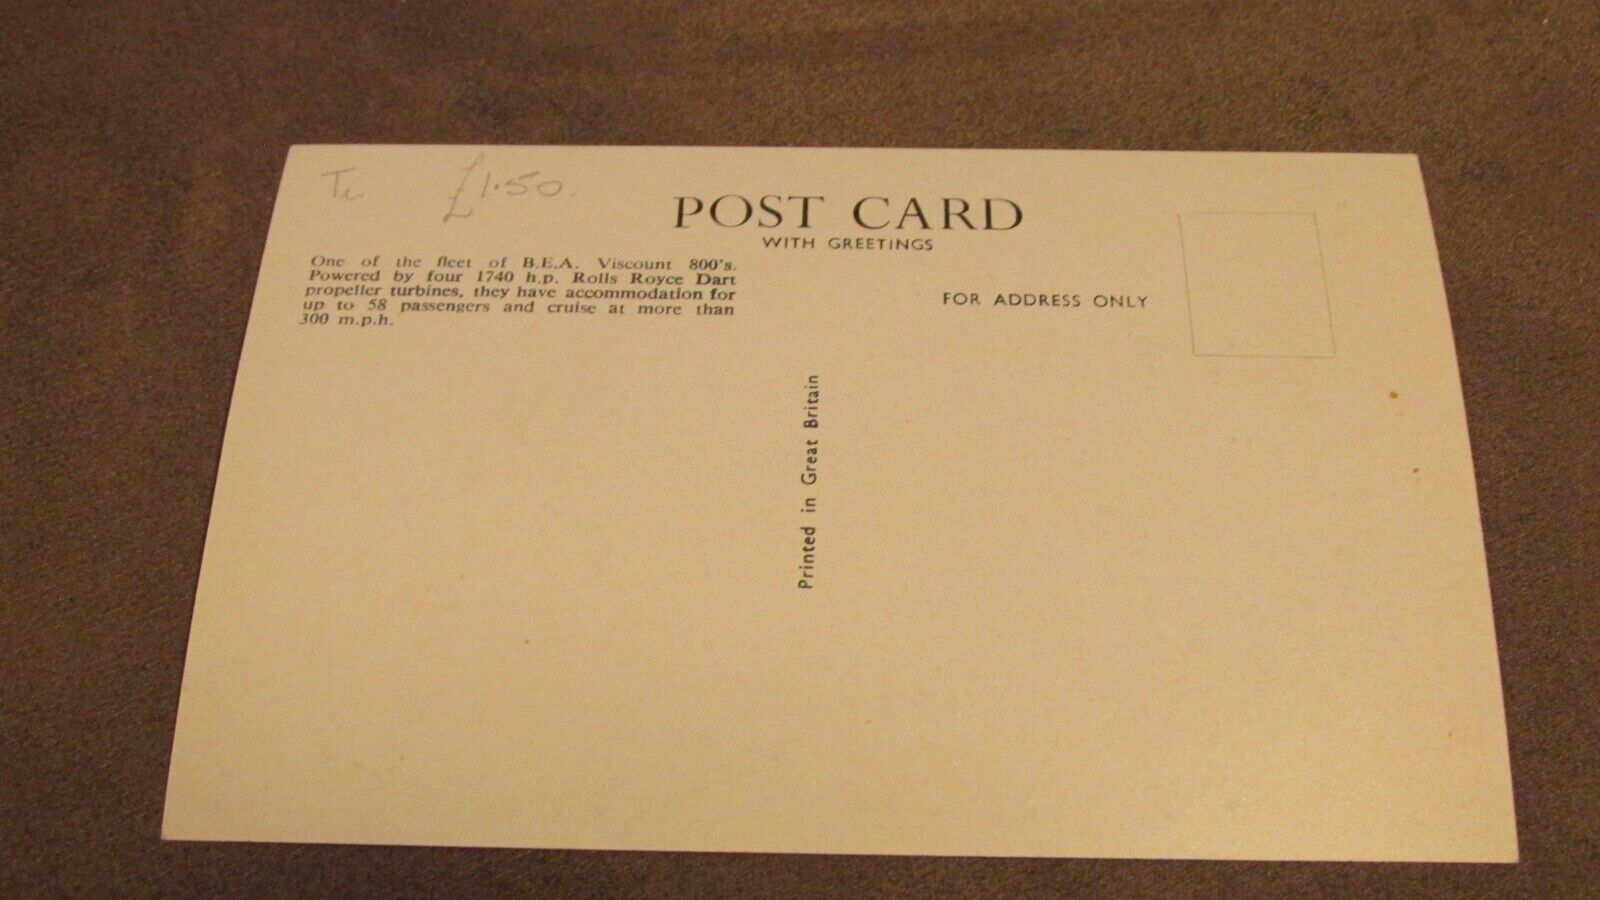 £1.50
POST CARD
WITH GREETINGS
One of the fleet of B.E.A. Viscount 800's.
Powered by four 1740 h.p. Rolls Royce Dart
propeller turbines, they have accommodation for
up to 58 passengers and cruise at more than
300 m.p.h.
FOR ADDRESS ONLY
Printed in Great Britain